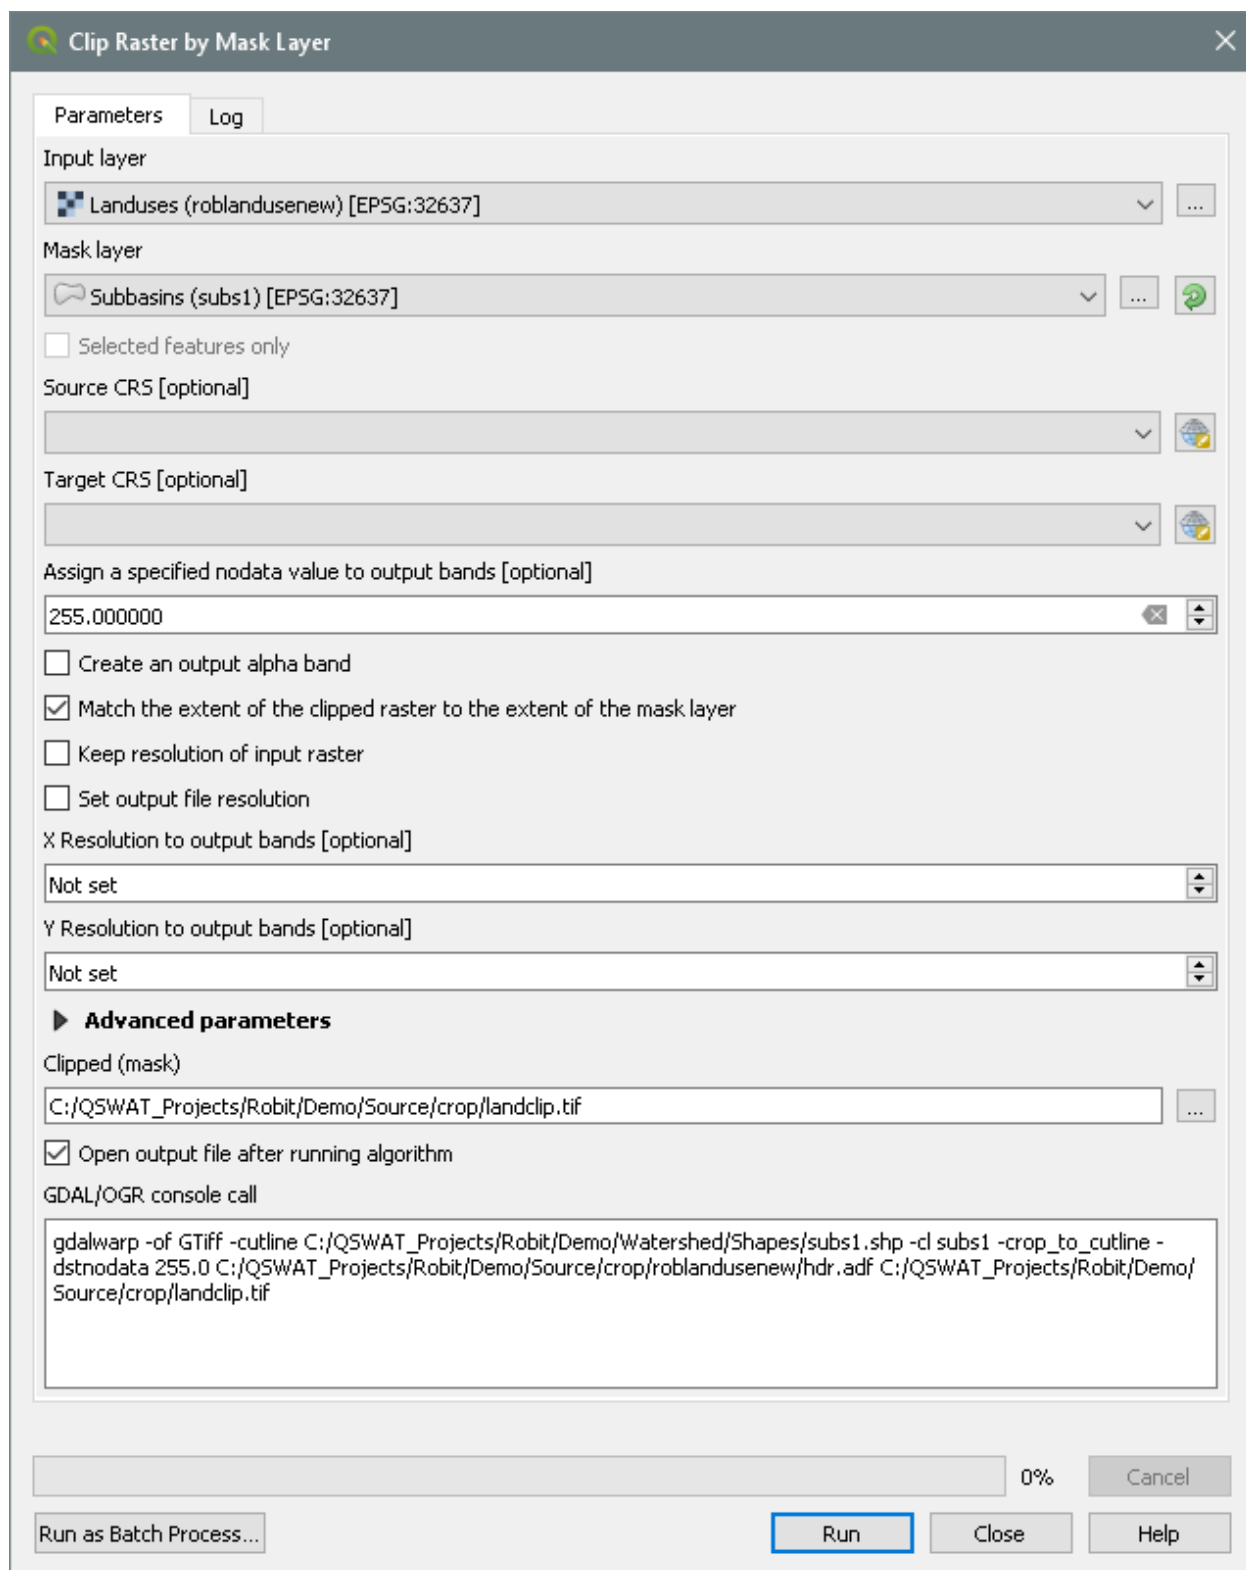 Clip Raster by Mask Layer
Parameters
Log
Input layer
Landuses (roblandusenew) [EPSG:32637]
...
Mask layer
Subbasins (subs1) [EPSG:32637]
...
Selected features only
Source CRS [optional]
Target CRS [optional]
Assign a specified nodata value to output bands [optional]
255.000000
Create an output alpha band
Match the extent of the clipped raster to the extent of the mask layer
Keep resolution of input raster
Set output file resolution
X Resolution to output bands [optional]
Not set
Y Resolution to output bands [optional]
Not set
Advanced parameters
Clipped (mask)
C:/QSWAT_Projects/Robit/Demo/Source/crop/landclip.tif
...
Open output file after running algorithm
GDAL/OGR console call
gdalwarp -of GTiff -cutline C:/QSWAT_Projects/Robit/Demo/Watershed/Shapes/subs1.shp -cl subs1 -crop_to_cutline -
dstnodata 255.0 C:/QSWAT_Projects/Robit/Demo/Source/crop/roblandusenew/hdr.adf C:/QSWAT_Projects/Robit/Demo/
Source/crop/landclip.tif
0%
Cancel
Run as Batch Process...
Run
Close
Help